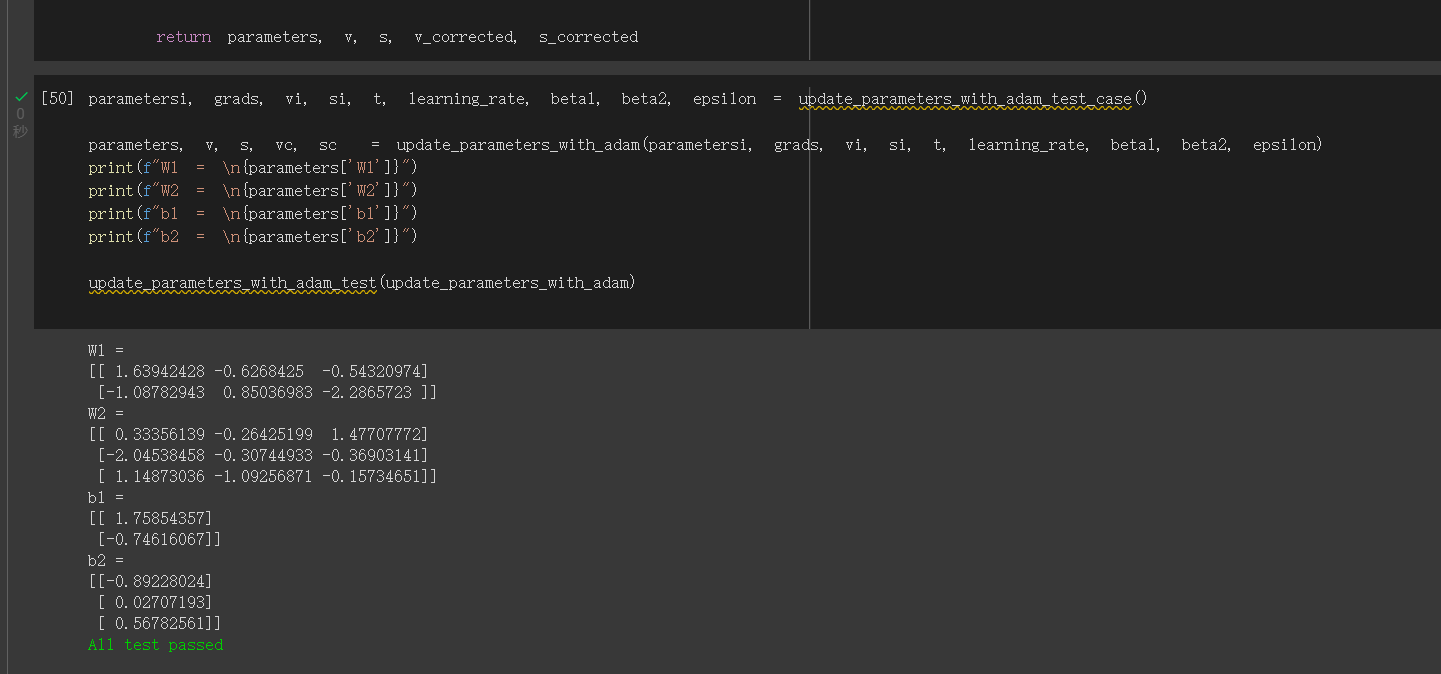 return parameters, v, s, v_corrected, s_corrected
[50] parametersi, grads, vi, si, t, learning_rate, beta1, beta2, epsilon = update_parameters_with_adam_test_case()
0
秒
parameters, v, s, vc, sc  = update_parameters_with_adam(parametersi, grads, vi, si, t, learning_rate, beta1, beta2, epsilon)
print(f"W1 = \n{parameters['W1']}")
print(f"W2 = \n{parameters['W2']}")
print(f"b1 = \n{parameters['b1']}")
print(f"b2 = \n{parameters['b2']}")
update_parameters_with_adam_test(update_parameters_with_adam)
W1 =
[[ 1.63942428 -0.6268425  -0.54320974]
 [-1.08782943  0.85036983 -2.2865723 ]]
W2 =
[[ 0.33356139 -0.26425199  1.47707772]
 [-2.04538458 -0.30744933 -0.36903141]
 [ 1.14873036 -1.09256871 -0.15734651]]
b1 =
[[ 1.75854357]
 [-0.74616067]]
b2 =
[[-0.89228024]
 [ 0.02707193]
 [ 0.56782561]]
All test passed